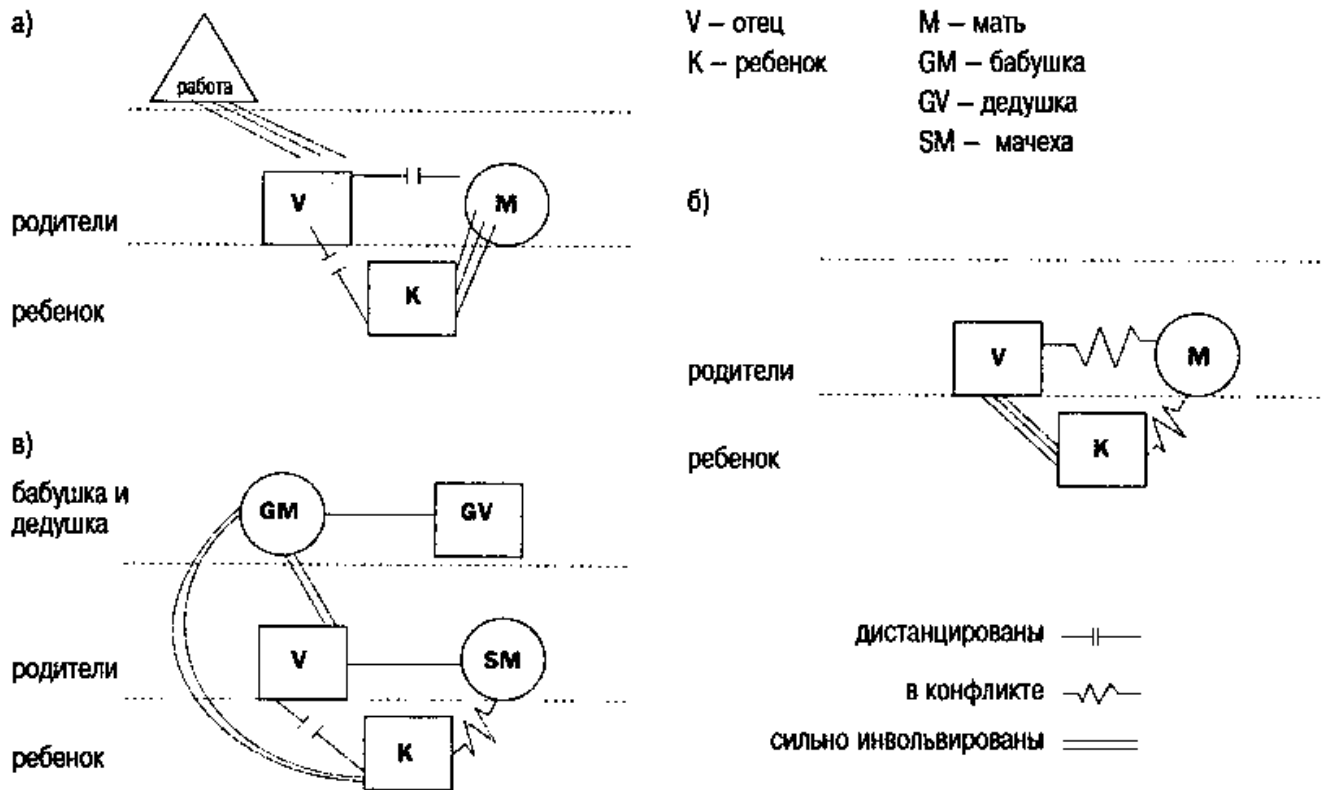 а)
работа
V
M
родители
K
ребенок
V – отец
M – мать
K – ребенок
GM – бабушка
GV – дедушка
SM – мачеха
б)
V
M
родители
K
ребенок
в)
бабушка и
дедушка
GM
GV
V
SM
родители
K
ребенок
дистанцированы
в конфликте
сильно инвольвированы